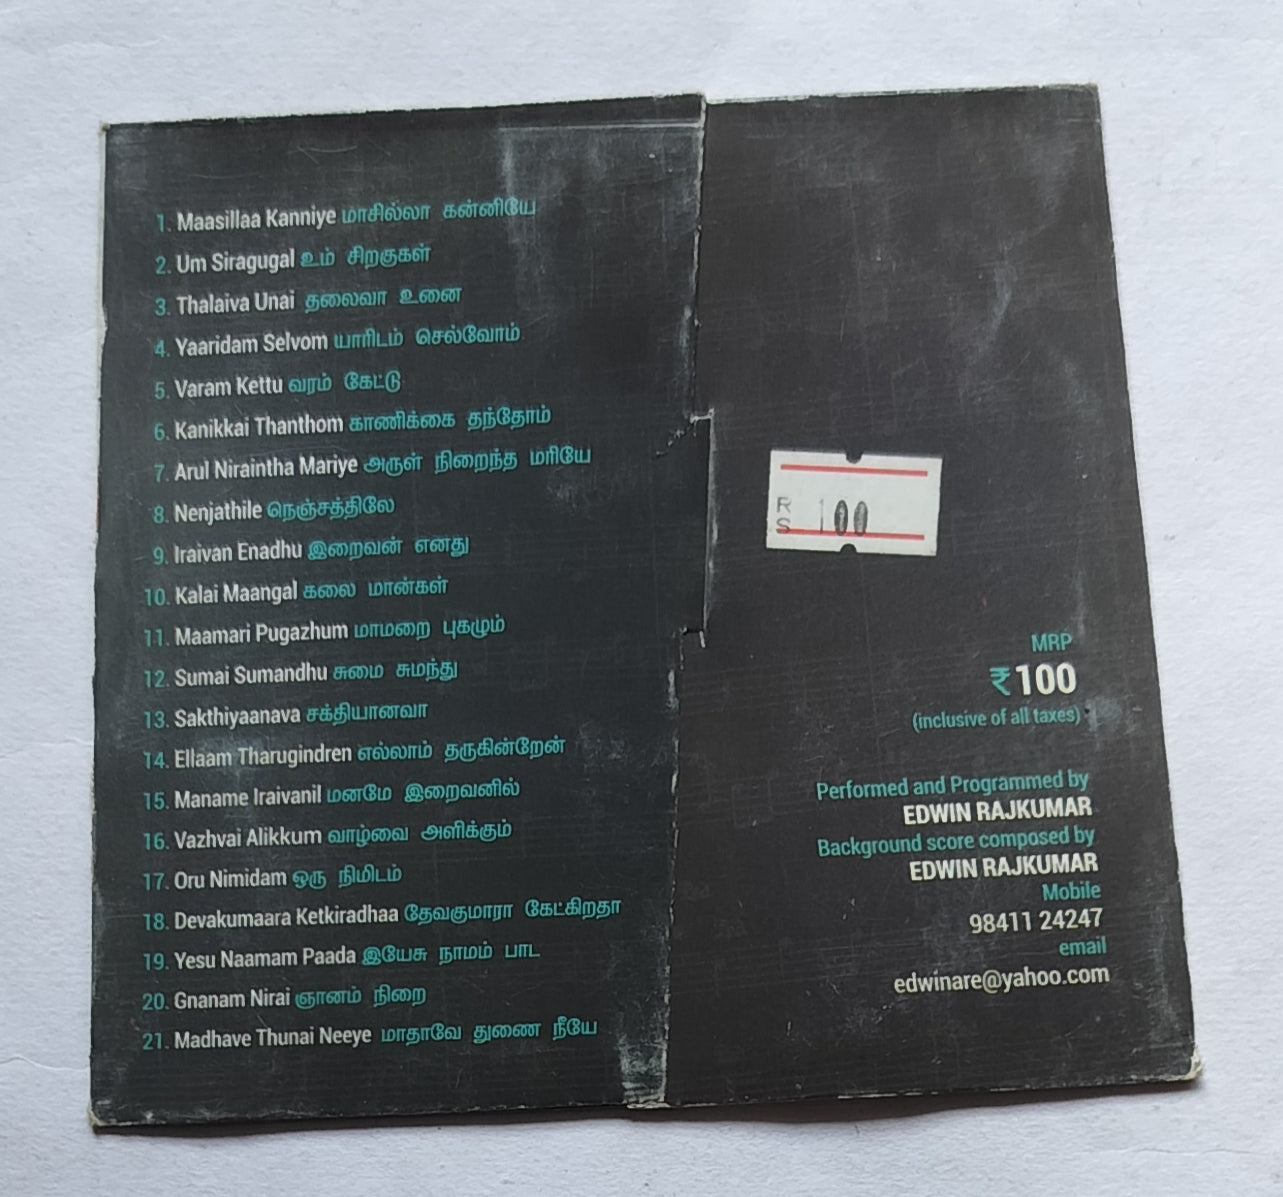 1. Maasillaa Kanniye மாசில்லா கன்னியே
2. Um Siragugal உம் சிறகுகள்
3. Thalaiva Unai தலைவா உனை
4. Yaaridam Selvom யாரிடம் செல்வோம்
5. Varam Kettu வரம் கேட்டு
6. Kanikkai Thanthom காணிக்கை தந்தோம்
7. Arul Niraintha Mariye அருள் நிறைந்த மரியே
8. Nenjathile நெஞ்சத்திலே
9. Iraivan Enadhu இறைவன் எனது
10. Kalai Maangal கலை மான்கள்
11. Maamari Pugazhum மாமறை புகழும்
12. Sumai Sumandhu சுமை சுமந்து
13. Sakthiyaanava சக்தியானவா
14. Ellaam Tharugindren எல்லாம் தருகின்றேன்
15. Maname Iraivanil மனமே இறைவனில்
16. Vazhvai Alikkum வாழ்வை அளிக்கும்
17. Oru Nimidam ஒரு நிமிடம்
18. Devakumaara Ketkiradhaa தேவகுமாரா கேட்கிறதா
19. Yesu Naamam Paada இயேசு நாமம் பாட
20. Gnanam Nirai ஞானம் நிறை
21. Madhave Thunai Neeye மாதாவே துணை நீயே
RS 100
MRP
₹100
(inclusive of all taxes)
Performed and Programmed by
EDWIN RAJKUMAR
Background score composed by
EDWIN RAJKUMAR
Mobile
98411 24247
email
edwinare@yahoo.com